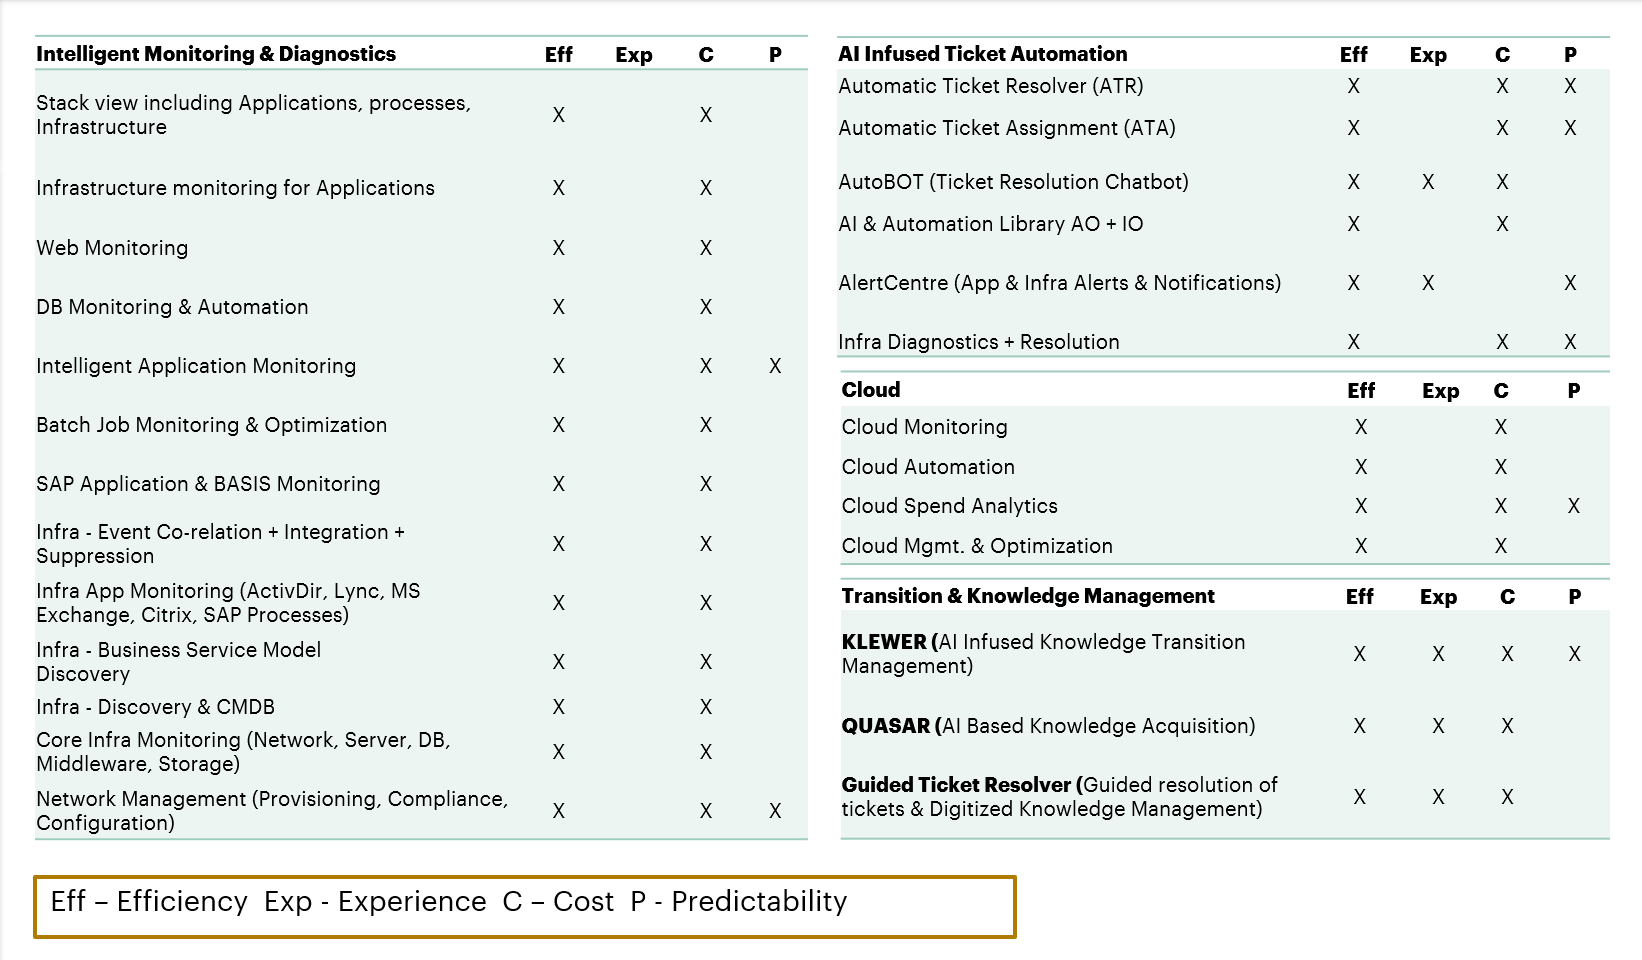 Intelligent Monitoring & Diagnostics Eff Exp C P
Stack view including Applications, processes,
Infrastructure X X
Infrastructure monitoring for Applications X X
Web Monitoring X X
DB Monitoring & Automation X X
Intelligent Application Monitoring X X X
Batch Job Monitoring & Optimization X X
SAP Application & BASIS Monitoring X X
Infra - Event Co-relation + Integration +
Suppression X X
Infra App Monitoring (ActivDir, Lync, MS
Exchange, Citrix, SAP Processes) X X
Infra - Business Service Model
Discovery X X
Infra - Discovery & CMDB X X
Core Infra Monitoring (Network, Server, DB,
Middleware, Storage) X X
Network Management (Provisioning, Compliance,
Configuration) X X X
AI Infused Ticket Automation Eff Exp C P
Automatic Ticket Resolver (ATR) X X X
Automatic Ticket Assignment (ATA) X X X
AutoBOT (Ticket Resolution Chatbot) X X X
AI & Automation Library AO + IO X X
AlertCentre (App & Infra Alerts & Notifications) X X X
Infra Diagnostics + Resolution X X X
Cloud Eff Exp C P
Cloud Monitoring X X
Cloud Automation X X
Cloud Spend Analytics X X X
Cloud Mgmt. & Optimization X X
Transition & Knowledge Management Eff Exp C P
KLEWER (AI Infused Knowledge Transition
Management) X X X X
QUASAR (AI Based Knowledge Acquisition) X X X
Guided Ticket Resolver (Guided resolution of
tickets & Digitized Knowledge Management) X X X
Eff – Efficiency Exp - Experience C – Cost P - Predictability